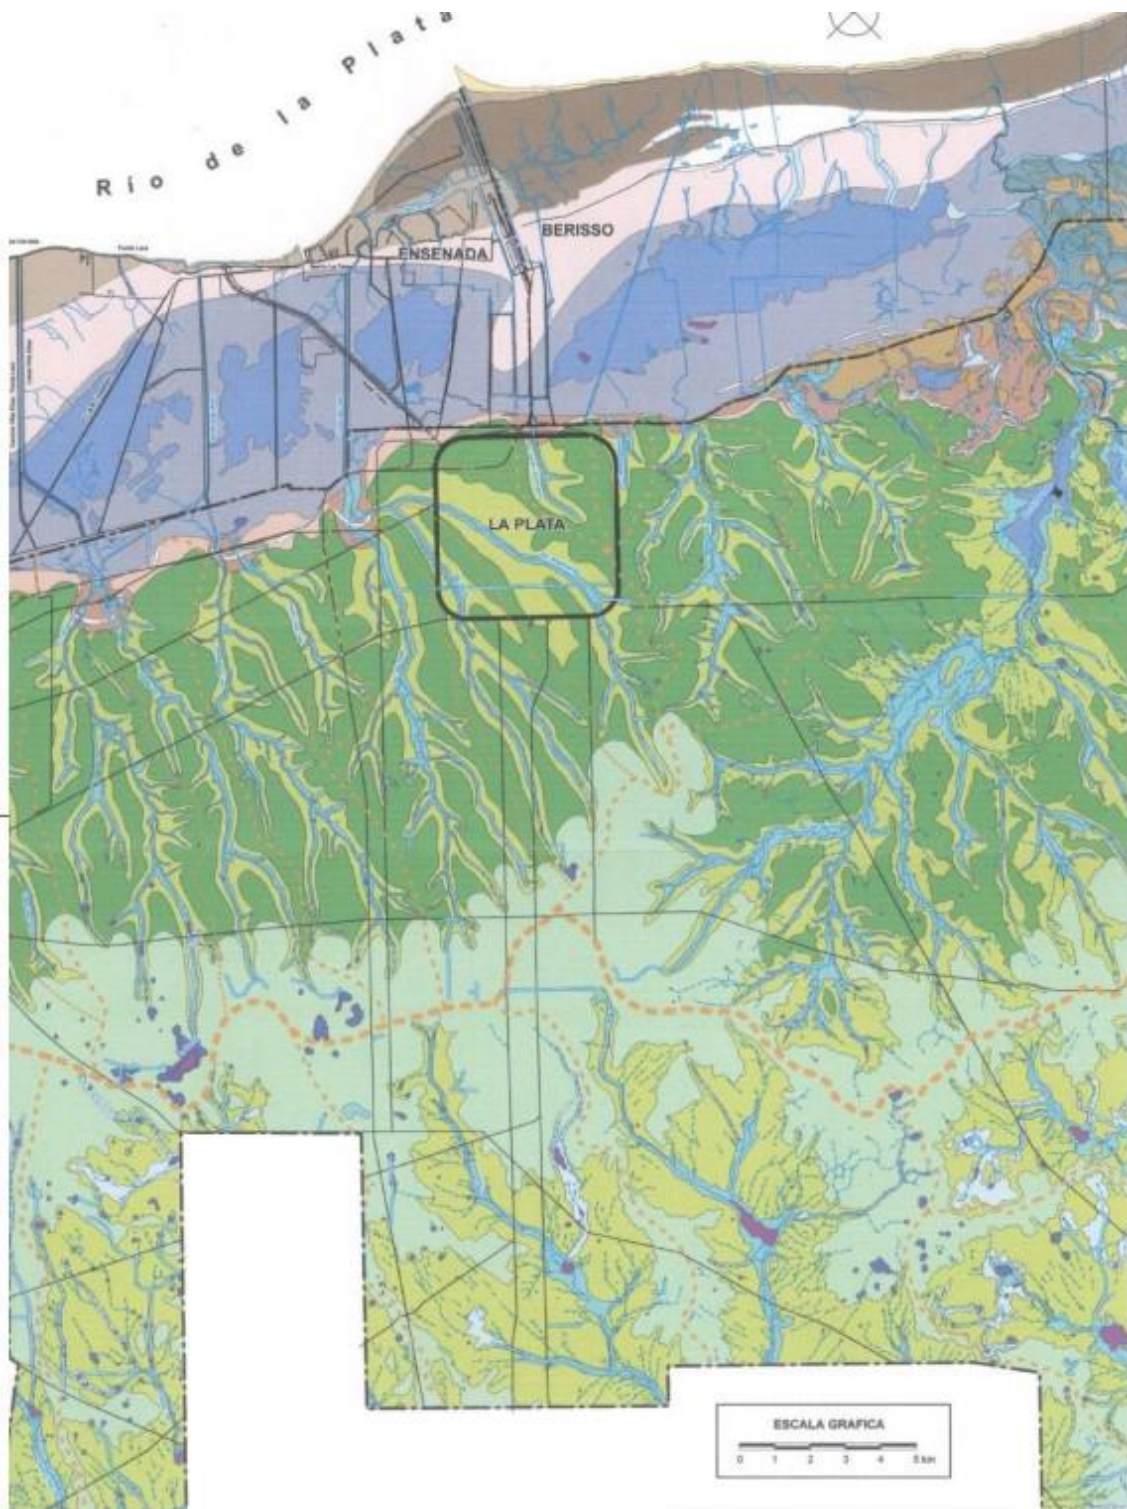 Río de la Plata
BERISSO
ENSENADA
LA PLATA
ESCALA GRAFICA
0 1 2 3 4 5 km